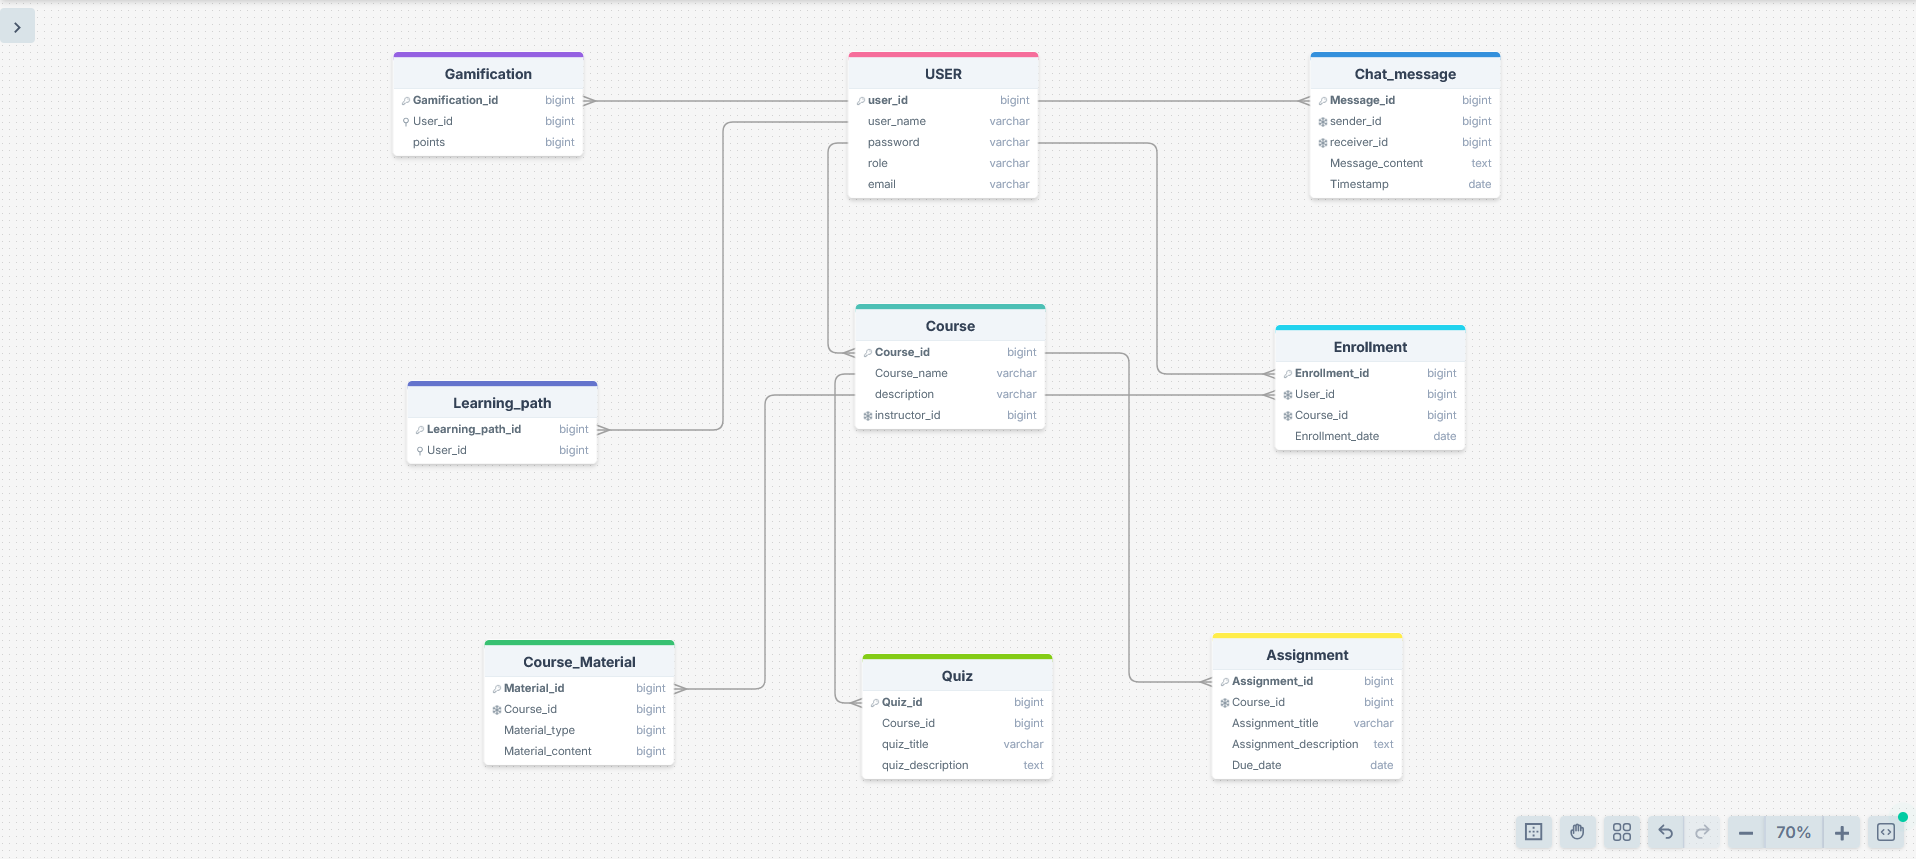 Gamification
Gamification_id bigint
User_id bigint
points bigint
USER
user_id bigint
user_name varchar
password varchar
role varchar
email varchar
Chat_message
Message_id bigint
sender_id bigint
receiver_id bigint
Message_content text
Timestamp date
Course
Course_id bigint
Course_name varchar
description varchar
instructor_id bigint
Enrollment
Enrollment_id bigint
User_id bigint
Course_id bigint
Enrollment_date date
Learning_path
Learning_path_id bigint
User_id bigint
Course_Material
Material_id bigint
Course_id bigint
Material_type bigint
Material_content bigint
Quiz
Quiz_id bigint
Course_id bigint
quiz_title varchar
quiz_description text
Assignment
Assignment_id bigint
Course_id bigint
Assignment_title varchar
Assignment_description text
Due_date date
70%